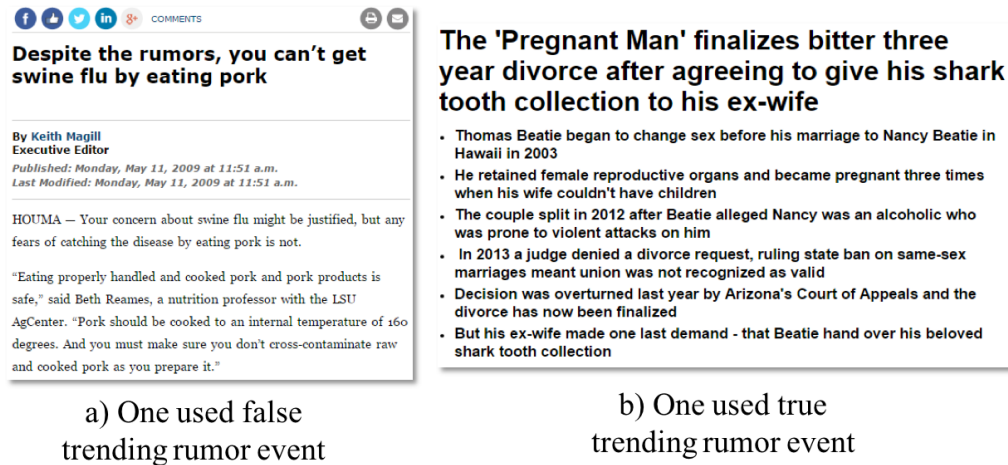 COMMENTS
Despite the rumors, you can’t get
swine flu by eating pork
By Keith Magill
Executive Editor
Published: Monday, May 11, 2009 at 11:51 a.m.
Last Modified: Monday, May 11, 2009 at 11:51 a.m.
HOUMA — Your concern about swine flu might be justified, but any
fears of catching the disease by eating pork is not.
“Eating properly handled and cooked pork and pork products is
safe,” said Beth Reames, a nutrition professor with the LSU
AgCenter. “Pork should be cooked to an internal temperature of 160
degrees. And you must make sure you don’t cross-contaminate raw
and cooked pork as you prepare it.”
a) One used false
trending rumor event
The 'Pregnant Man' finalizes bitter three
year divorce after agreeing to give his shark
tooth collection to his ex-wife
• Thomas Beatie began to change sex before his marriage to Nancy Beatie in
Hawaii in 2003
• He retained female reproductive organs and became pregnant three times
when his wife couldn't have children
• The couple split in 2012 after Beatie alleged Nancy was an alcoholic who
was prone to violent attacks on him
• In 2013 a judge denied a divorce request, ruling state ban on same-sex
marriages meant union was not recognized as valid
• Decision was overturned last year by Arizona's Court of Appeals and the
divorce has now been finalized
• But his ex-wife made one last demand - that Beatie hand over his beloved
shark tooth collection
b) One used true
trending rumor event